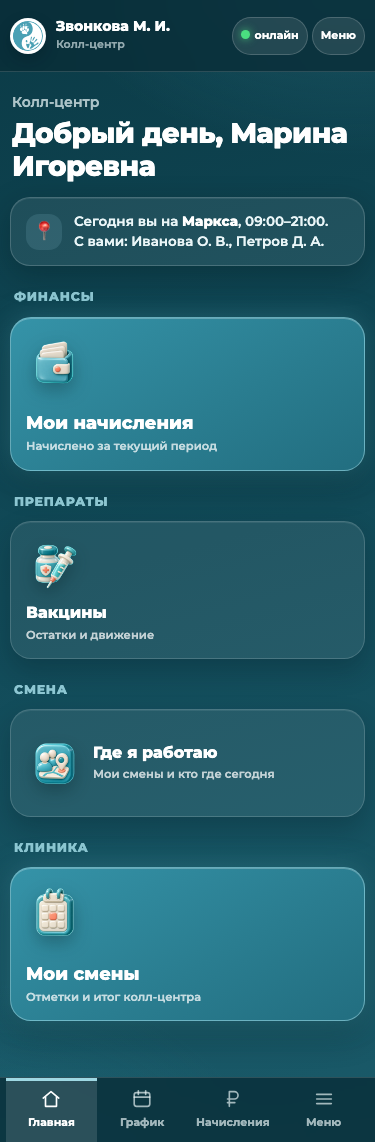 Звонкова М. И.
Колл-центр
онлайн
Меню
Колл-центр
Добрый день, Марина
Игоревна
Сегодня вы на Маркса, 09:00–21:00.
С вами: Иванова О. В., Петров Д. А.
ФИНАНСЫ
Мои начисления
Начислено за текущий период
ПРЕПАРАТЫ
Вакцины
Остатки и движение
СМЕНА
Где я работаю
Мои смены и кто где сегодня
КЛИНИКА
Мои смены
Отметки и итог колл-центра
Главная
График
Начисления
Меню